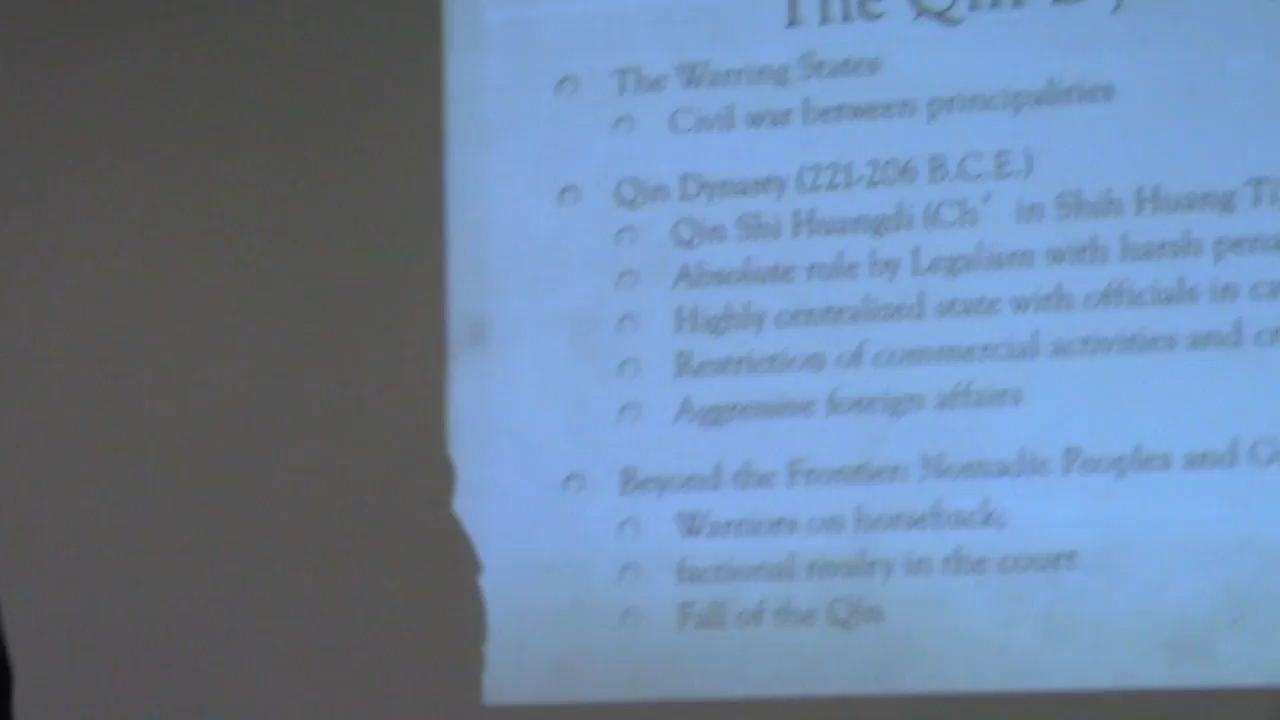 The Qin Dy
The Warring States
Civil war between principalities
Qin Dynasty (221-206 B.C.E.)
Qin Shi Huangdi (Ch' in Shih Huang Ti
Absolute rule by Legalism with harsh
Highly centralized state with officials in
Restriction of commercial activities and
Aggressive foreign affairs
Beyond the Frontier: Nomadic Peoples and
Warriors on horseback;
factional rivalry in the court
Fall of the Qin